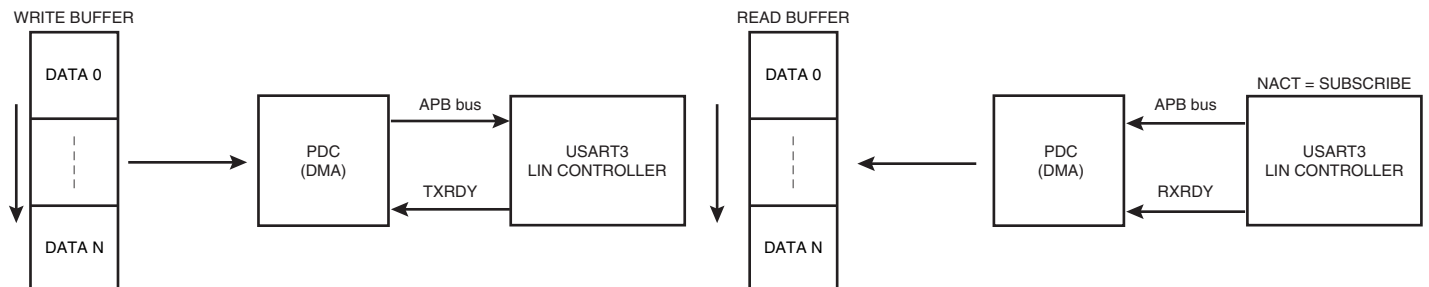 WRITE BUFFER
DATA 0
DATA N
PDC
(DMA)
APB bus
TXRDY
USART3
LIN CONTROLLER
READ BUFFER
DATA 0
DATA N
PDC
(DMA)
APB bus
RXRDY
NACT = SUBSCRIBE
USART3
LIN CONTROLLER